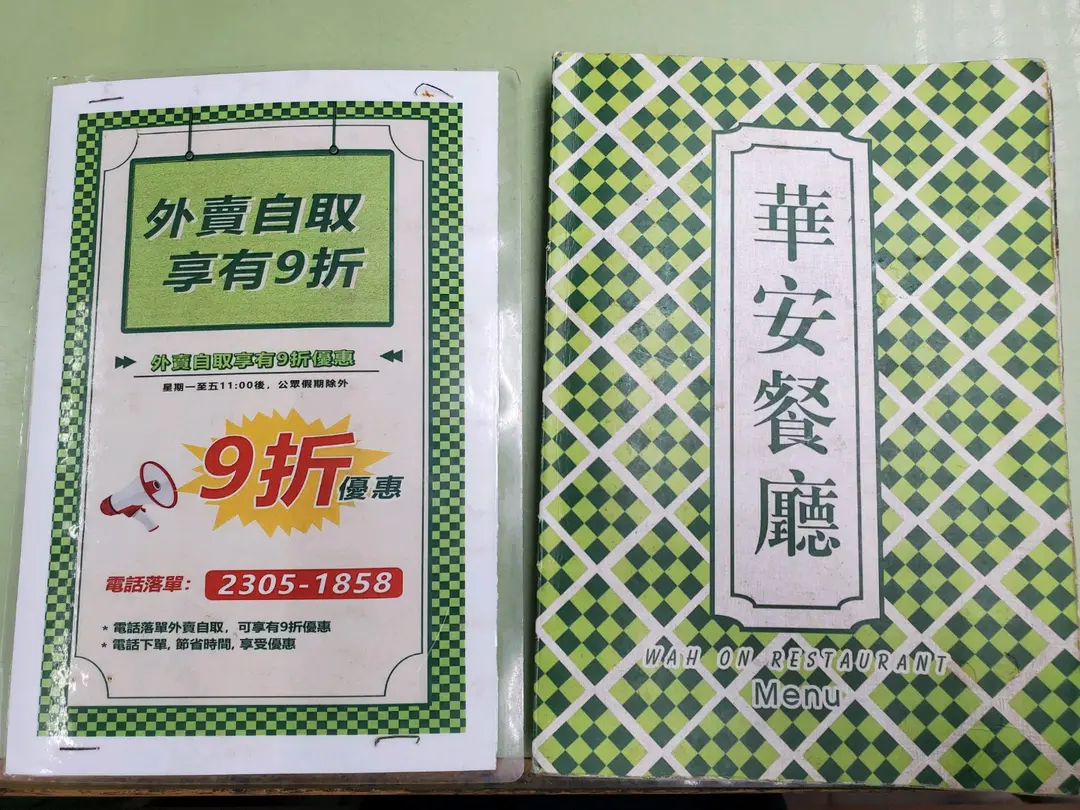 外賣自取
享有9折
外賣自取享有9折優惠
星期一至五11:00後，公眾假期除外
9折優惠
電話落單： 2305-1858
* 電話落單外賣自取，可享有9折優惠
* 電話下單，節省時間，享受優惠
華安餐廳
WAH ON RESTAURANT
Menu